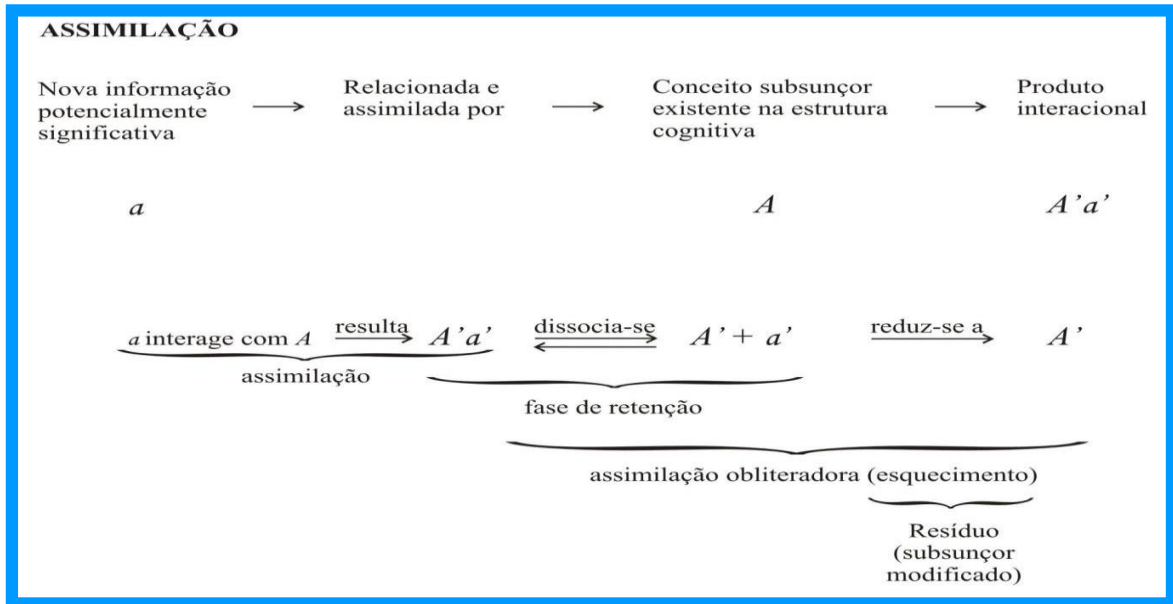 ASSIMILAÇÃO
Nova informação
potencialmente
significativa
→
Relacionada e
assimilada por
→
Conceito subsunçor
existente na estrutura
cognitiva
→
Produto
interacional
a
A
A’a’
a interage com A
resulta
A’a’
dissocia-se
A’ + a’
reduz-se a
A’
assimilação
fase de retenção
assimilação obliteradora (esquecimento)
Resíduo
(subsunçor
modificado)